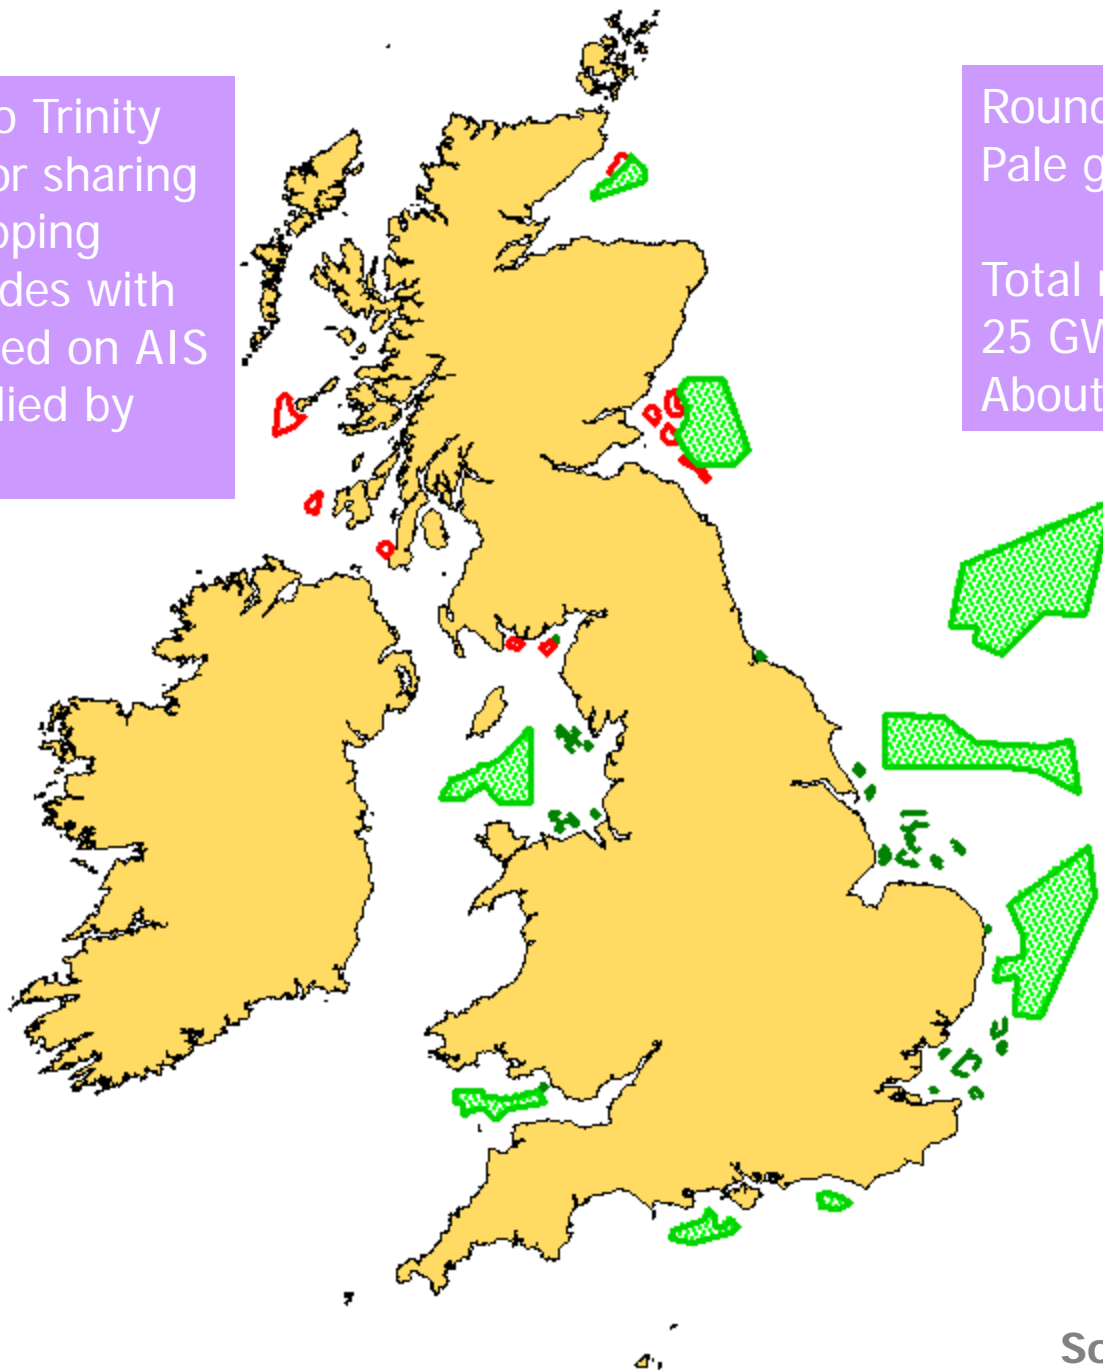 o Trinity
or sharing
pping
des with
ed on AIS
lied by
Round
Pale g
Total r
25 GW
About
So